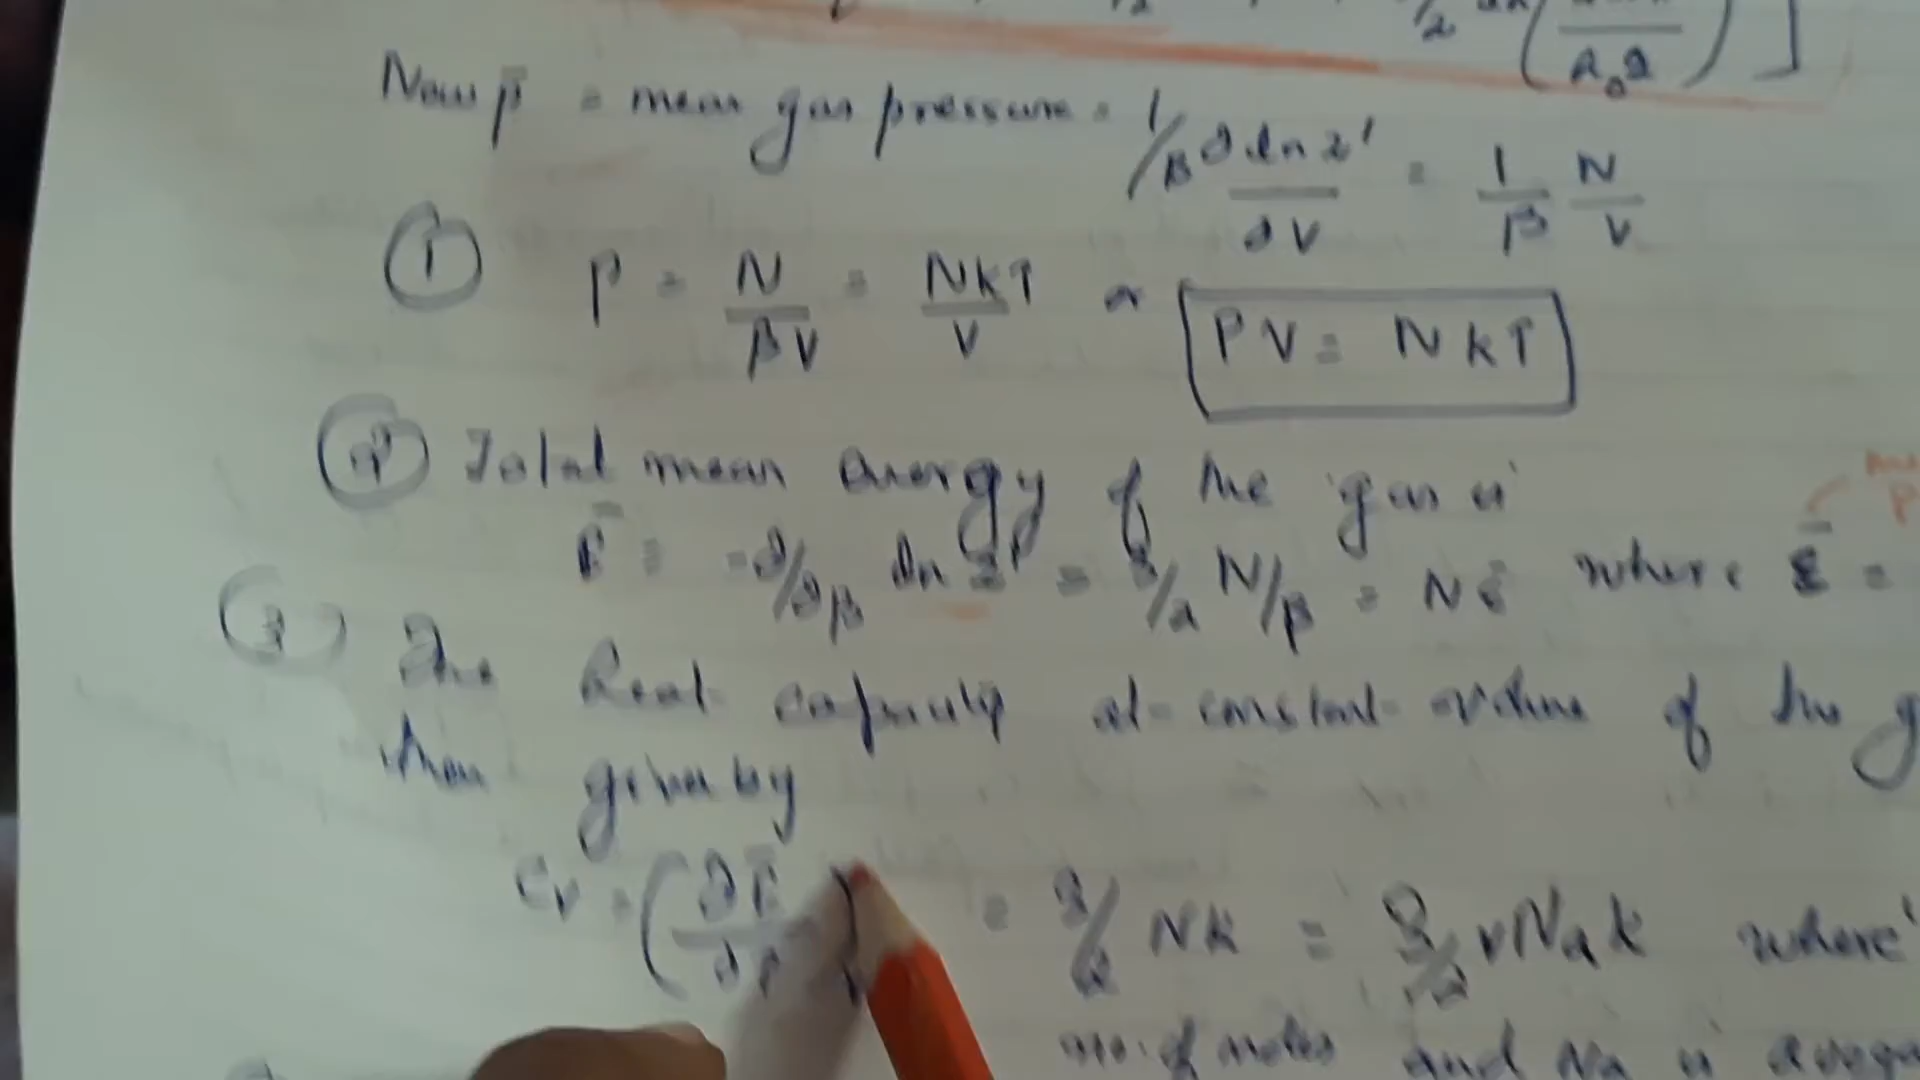 Now p̄ = mean gas pressure = 1/β ∂ ln z' / ∂V = 1/β N/V
① P = N/βV = NkT/V or PV = NkT
② Total mean energy of the gas is
Ē = -∂/∂β ln z' = 3/2 N/β = Nε̄ where ε̄ =
③ The heat capacity at constant volume of the g
then given by
Cv = (∂Ē/∂T)v = 3/2 Nk = 3/2 νNak where
no. of moles and Na is avoga